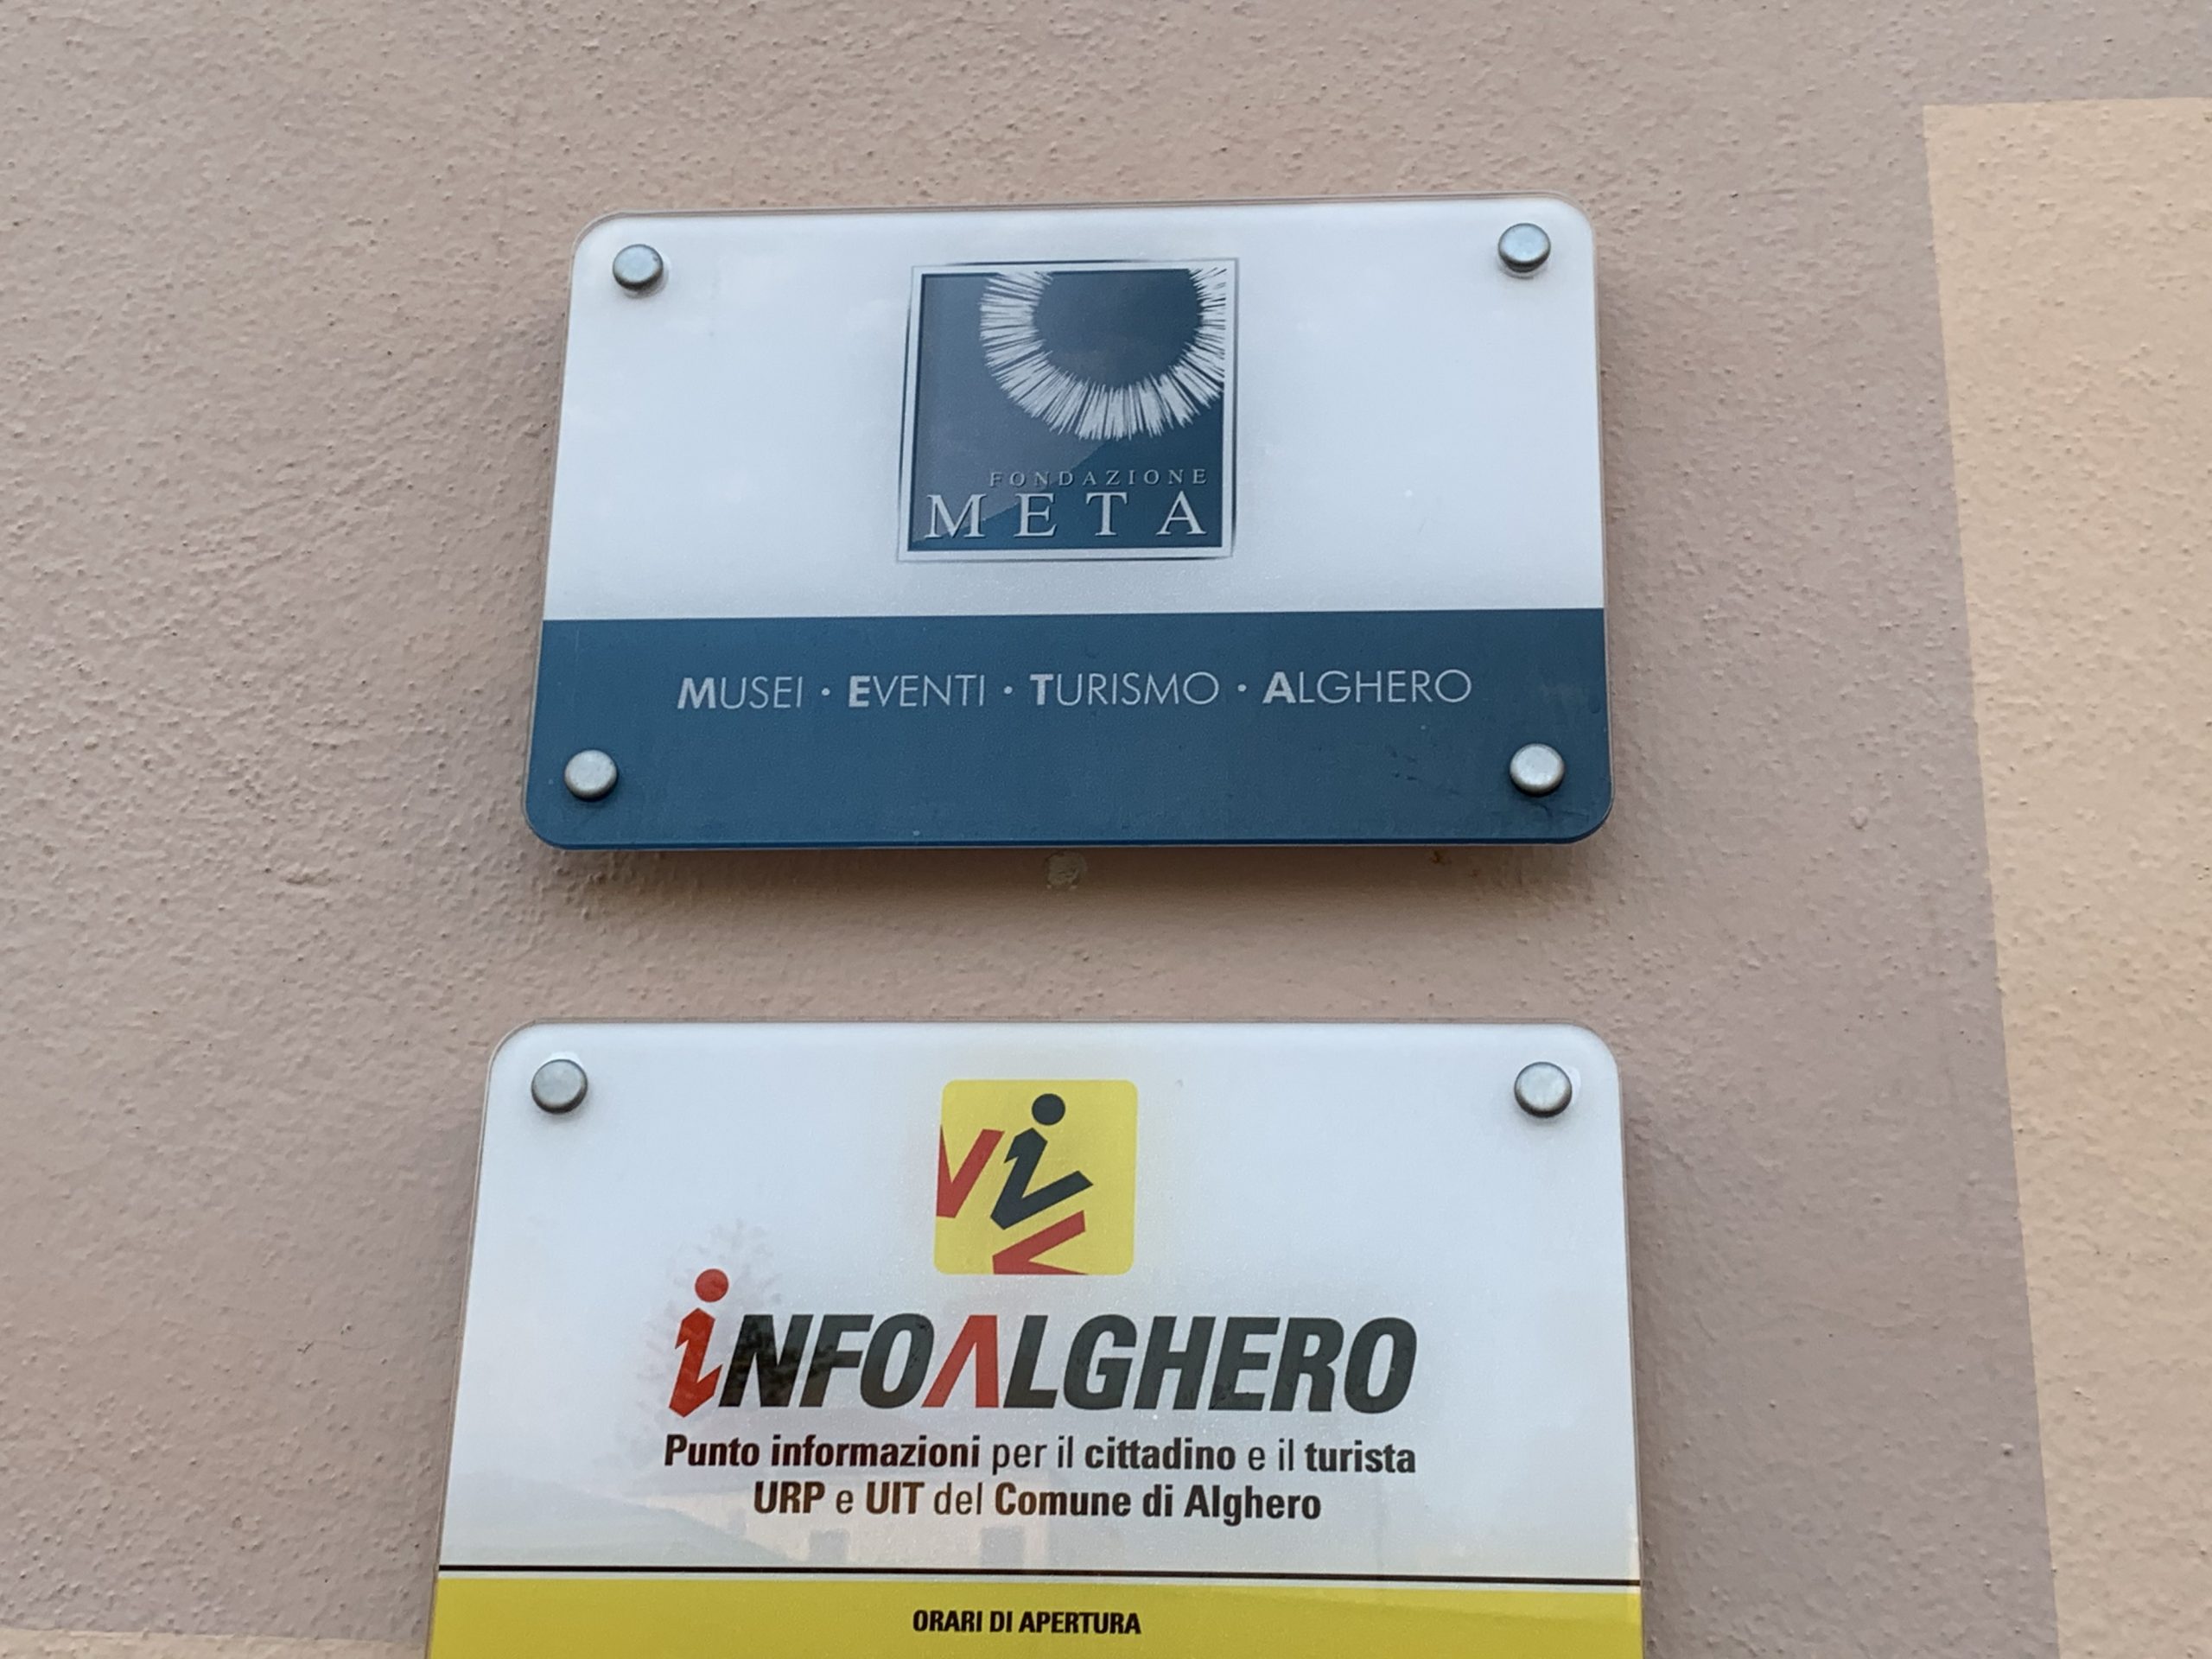 FONDAZIONE
META
MUSEI • EVENTI • TURISMO • ALGHERO
iNFOALGHERO
Punto informazioni per il cittadino e il turista
URP e UIT del Comune di Alghero
ORARI DI APERTURA